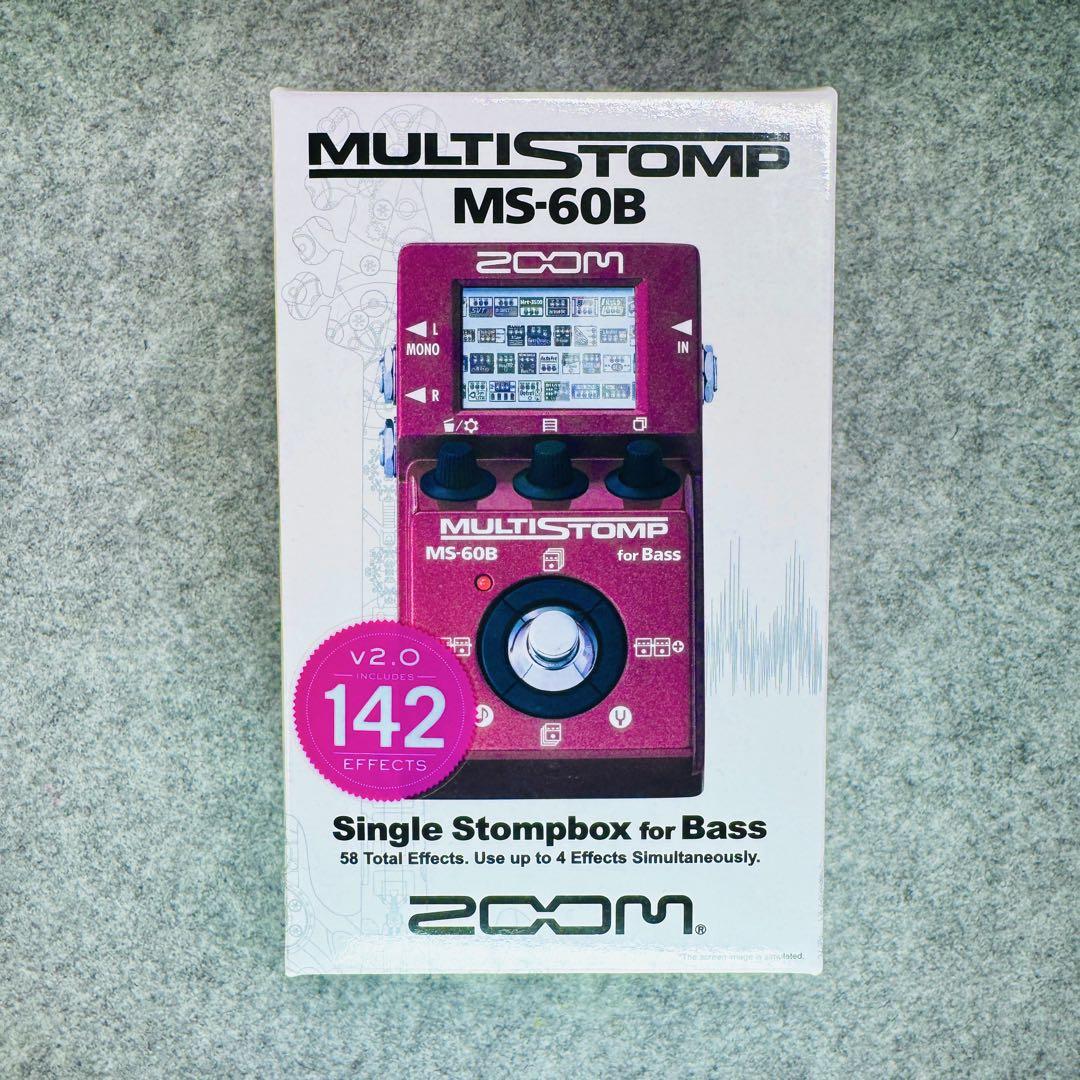 MULTISTOMP
MS-60B
ZOOM
L
MONO
R
IN
MULTISTOMP
MS-60B
for Bass
v2.0
INCLUDES
142
EFFECTS
Single Stompbox for Bass
58 Total Effects. Use up to 4 Effects Simultaneously.
ZOOM®
*The screen image is simulated.